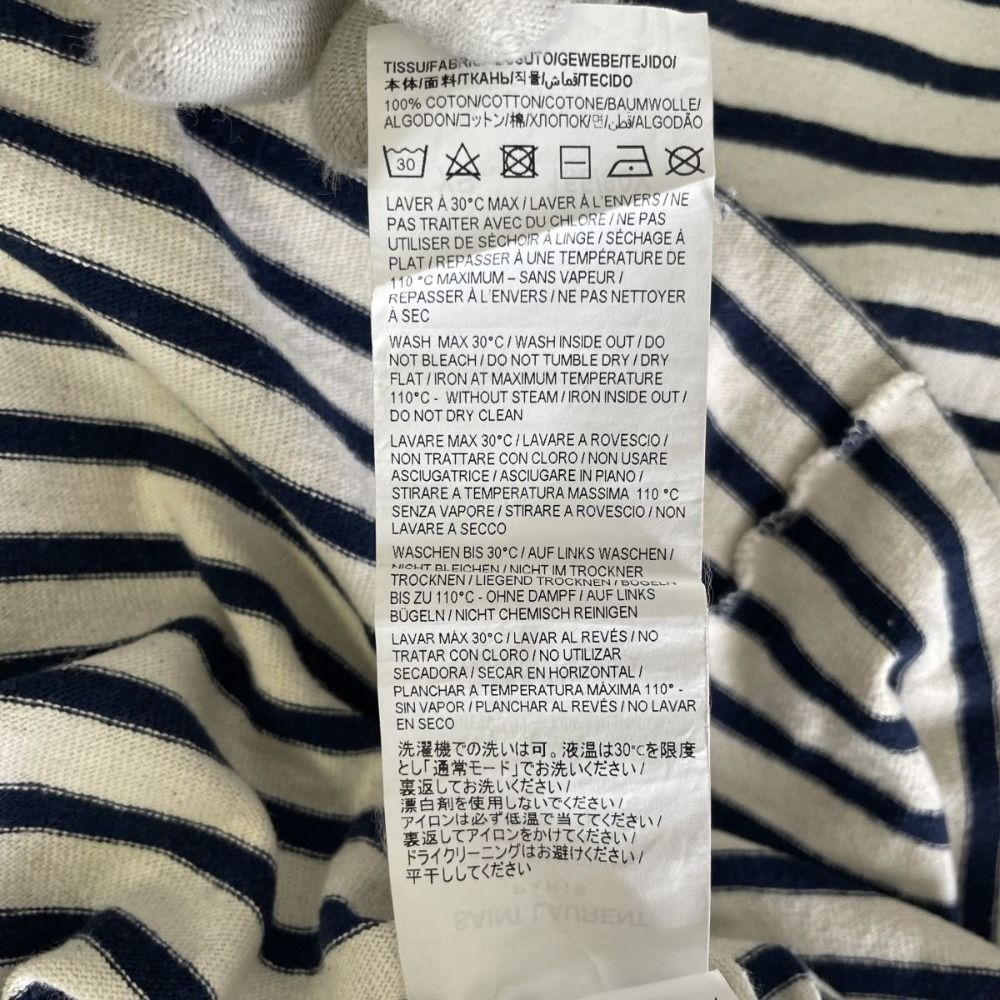 TISSU/FABRIC/TESSUTO/GEWEBE/TEJIDO/
本体/面料/ТКАНЬ/직물/قماش/TECIDO
100% COTON/COTTON/COTONE/BAUMWOLLE/
ALGODON/コットン/棉/ХЛОПОК/면/قطن/ALGODÃO
30
LAVER À 30°C MAX / LAVER À L'ENVERS / NE
PAS TRAITER AVEC DU CHLORE / NE PAS
UTILISER DE SÉCHOIR À LINGE / SÉCHAGE À
PLAT / REPASSER À UNE TEMPÉRATURE DE
110 °C MAXIMUM – SANS VAPEUR /
REPASSER À L'ENVERS / NE PAS NETTOYER
À SEC
WASH MAX 30°C / WASH INSIDE OUT / DO
NOT BLEACH / DO NOT TUMBLE DRY / DRY
FLAT / IRON AT MAXIMUM TEMPERATURE
110°C - WITHOUT STEAM / IRON INSIDE OUT /
DO NOT DRY CLEAN
LAVARE MAX 30°C / LAVARE A ROVESCIO /
NON TRATTARE CON CLORO / NON USARE
ASCIUGATRICE / ASCIUGARE IN PIANO /
STIRARE A TEMPERATURA MASSIMA 110 °C
SENZA VAPORE / STIRARE A ROVESCIO / NON
LAVARE A SECCO
WASCHEN BIS 30°C / AUF LINKS WASCHEN /
NICHT BLEICHEN / NICHT IM TROCKNER
TROCKNEN / LIEGEND TROCKNEN / BÜGELN
BIS ZU 110°C - OHNE DAMPF / AUF LINKS
BÜGELN / NICHT CHEMISCH REINIGEN
LAVAR MÁX 30°C / LAVAR AL REVÉS / NO
TRATAR CON CLORO / NO UTILIZAR
SECADORA / SECAR EN HORIZONTAL /
PLANCHAR A TEMPERATURA MÁXIMA 110° -
SIN VAPOR / PLANCHAR AL REVÉS / NO LAVAR
EN SECO
洗濯機での洗いは可。液温は30℃を限度
とし「通常モード」でお洗いください /
裏返してお洗いください /
漂白剤を使用しないでください /
アイロンは必ず低温で当ててください /
裏返してアイロンをかけてください /
ドライクリーニングはお避けください /
平干ししてください
PARIS
SAINT LAURENT